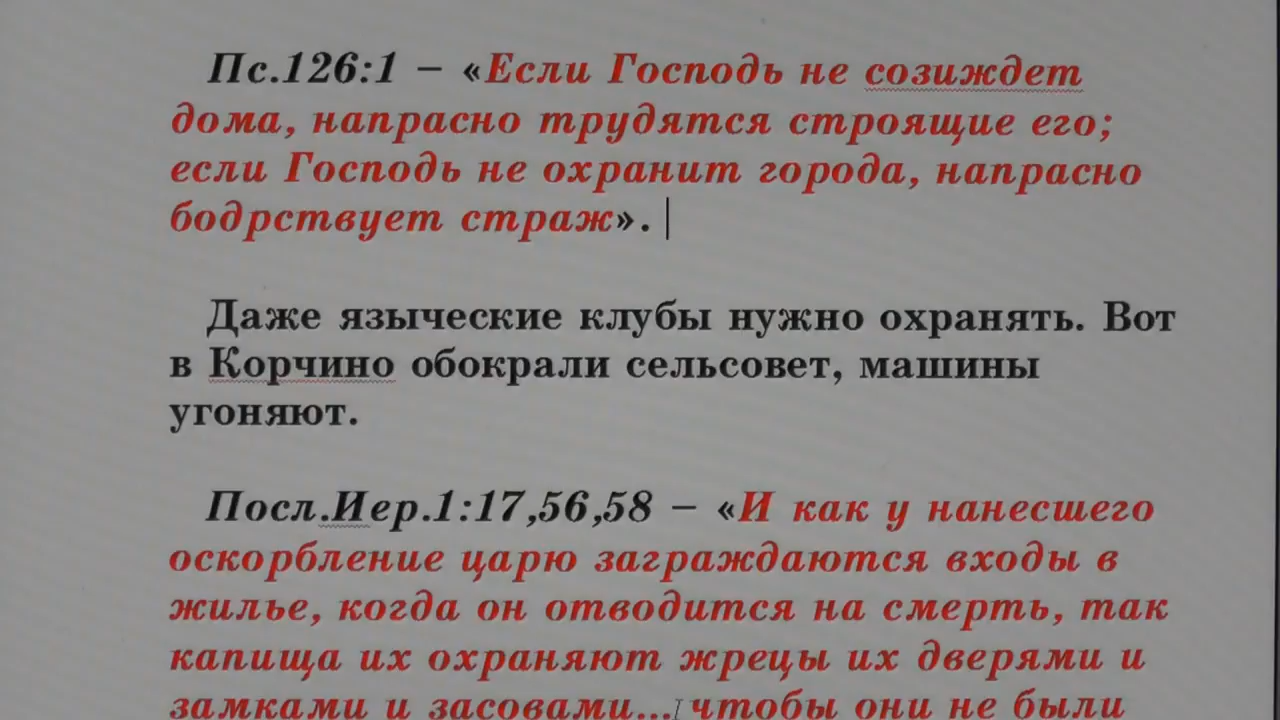 Пс.126:1 – «Если Господь не созиждет
дома, напрасно трудятся строящие его;
если Господь не охранит города, напрасно
бодрствует страж».
Даже языческие клубы нужно охранять. Вот
в Корчино обокрали сельсовет, машины
угоняют.
Посл.Иер.1:17,56,58 – «И как у нанесшего
оскорбление царю заграждаются входы в
жилье, когда он отводится на смерть, так
капища их охраняют жрецы их дверями и
замками и засовами... чтобы они не были